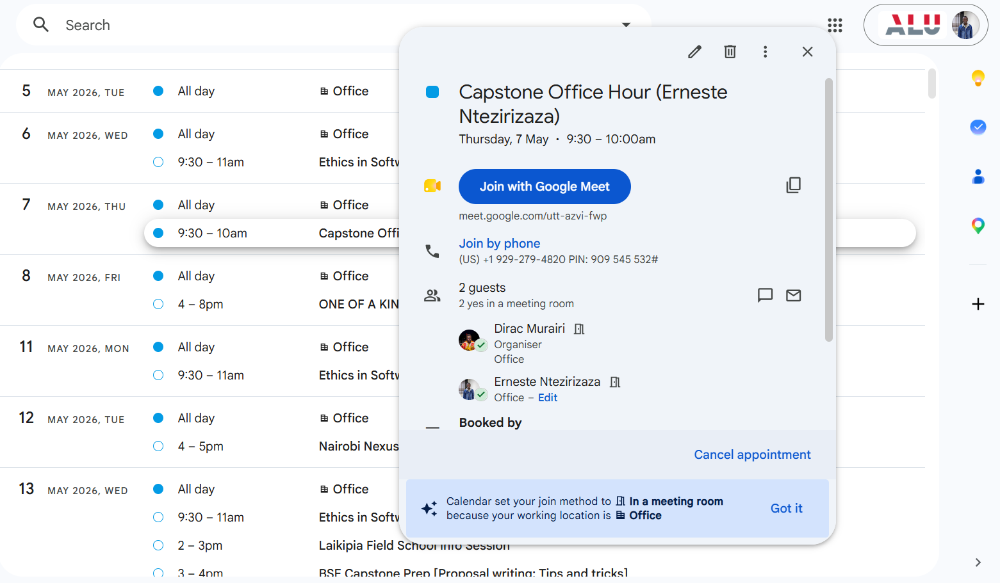 Search
ALU
5 MAY 2026, TUE All day Office
6 MAY 2026, WED All day Office
9:30 – 11am Ethics in Softw
7 MAY 2026, THU All day Office
9:30 – 10am Capstone Offi
8 MAY 2026, FRI All day Office
4 – 8pm ONE OF A KIN
11 MAY 2026, MON All day Office
9:30 – 11am Ethics in Softw
12 MAY 2026, TUE All day Office
4 – 5pm Nairobi Nexus
13 MAY 2026, WED All day Office
9:30 – 11am Ethics in Softw
2 – 3pm Laikipia Field School Info Session
3 – 4pm BSE Capstone Prep [Proposal writing: Tips and tricks]
Capstone Office Hour (Erneste
Ntezirizaza)
Thursday, 7 May · 9:30 – 10:00am
Join with Google Meet
meet.google.com/utt-azvi-fwp
Join by phone
(US) +1 929-279-4820 PIN: 909 545 532#
2 guests
2 yes in a meeting room
Dirac Murairi
Organiser
Office
Erneste Ntezirizaza
Office – Edit
Booked by
Cancel appointment
Calendar set your join method to In a meeting room
because your working location is Office
Got it